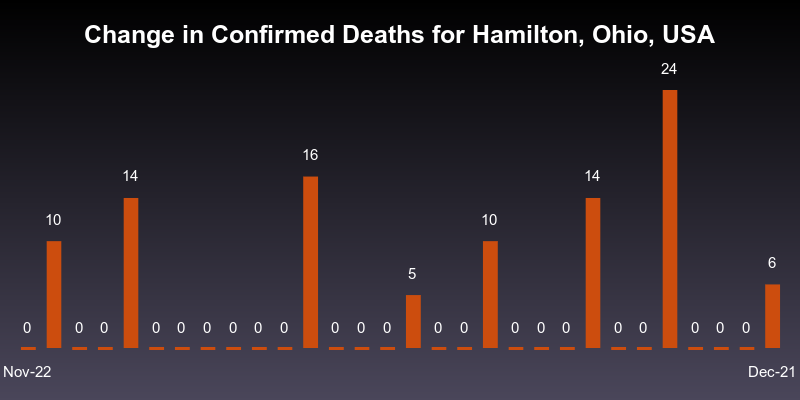 Change in Confirmed Deaths for Hamilton, Ohio, USA
0 10 0 0 14 0 0 0 0 0 0 16 0 0 0 5 0 0 10 0 0 0 14 0 0 24 0 0 0 6
Nov-22 Dec-21